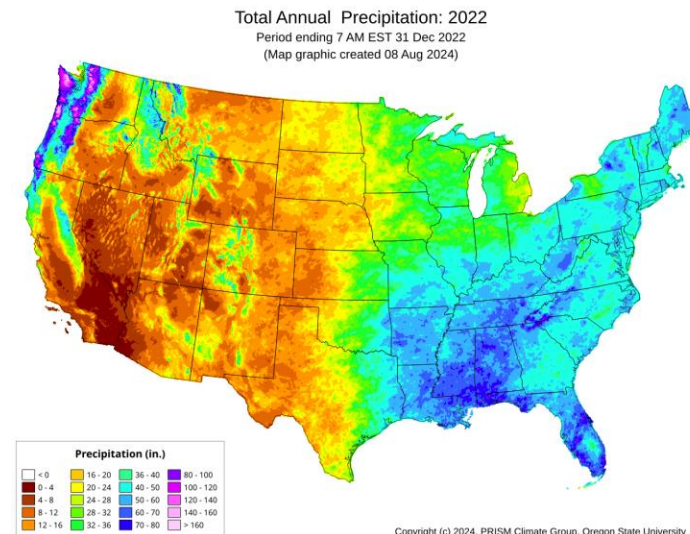 Total Annual Precipitation: 2022
Period ending 7 AM EST 31 Dec 2022
(Map graphic created 08 Aug 2024)
Precipitation (in.)
< 0 16 - 20 36 - 40 80 - 100
0 - 4 20 - 24 40 - 50 100 - 120
4 - 8 24 - 28 50 - 60 120 - 140
8 - 12 28 - 32 60 - 70 140 - 160
12 - 16 32 - 36 70 - 80 > 160
Copyright (c) 2024, PRISM Climate Group, Oregon State University